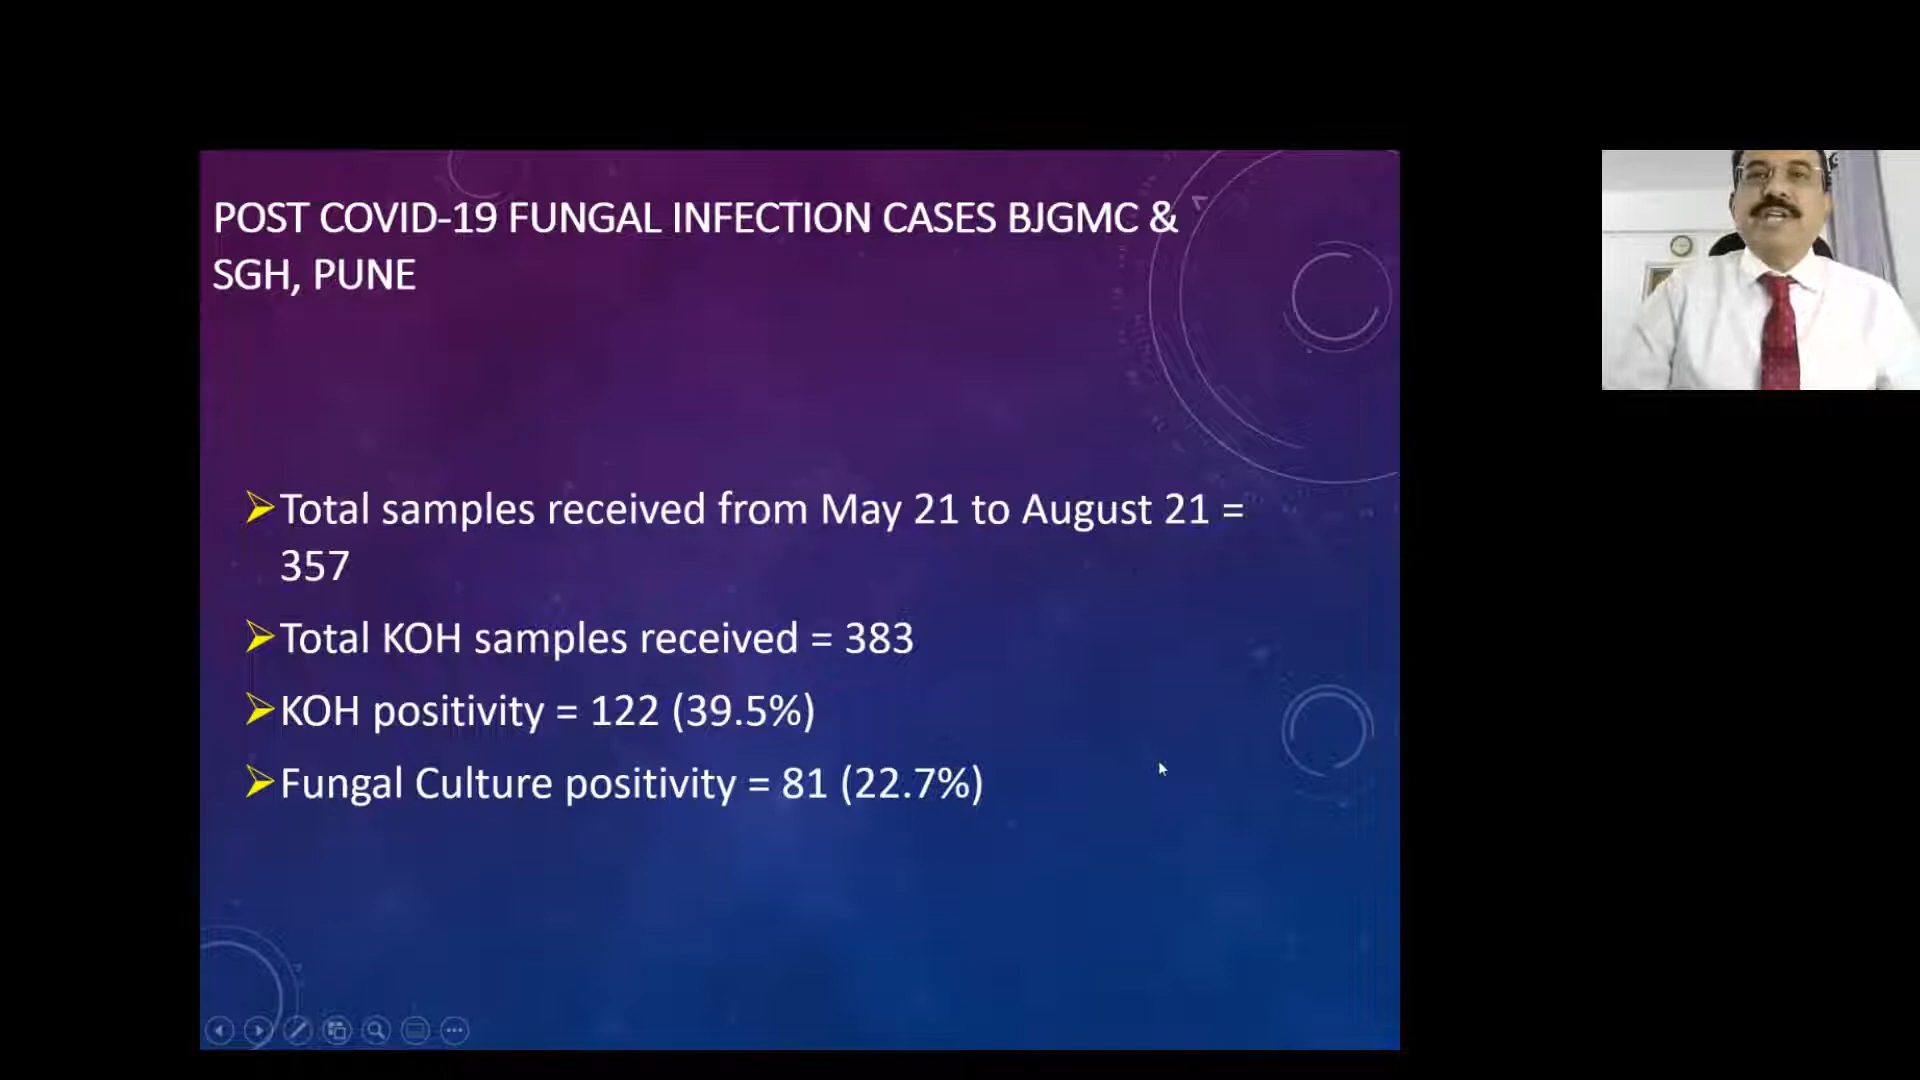 POST COVID-19 FUNGAL INFECTION CASES BJGMC &
SGH, PUNE
Total samples received from May 21 to August 21 =
357
Total KOH samples received = 383
KOH positivity = 122 (39.5%)
Fungal Culture positivity = 81 (22.7%)